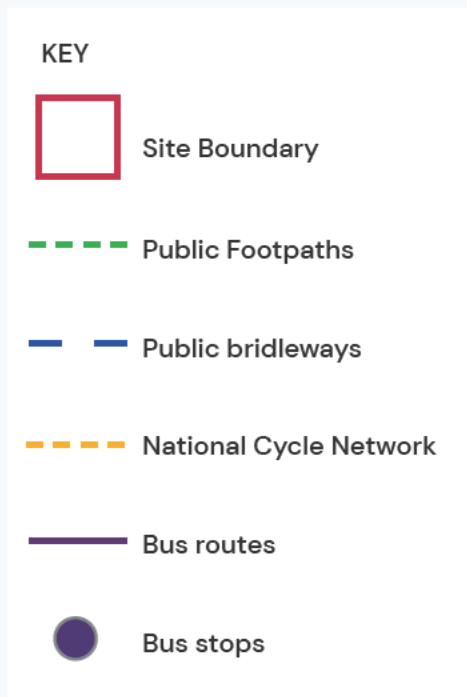 KEY
Site Boundary
Public Footpaths
Public bridleways
National Cycle Network
Bus routes
Bus stops